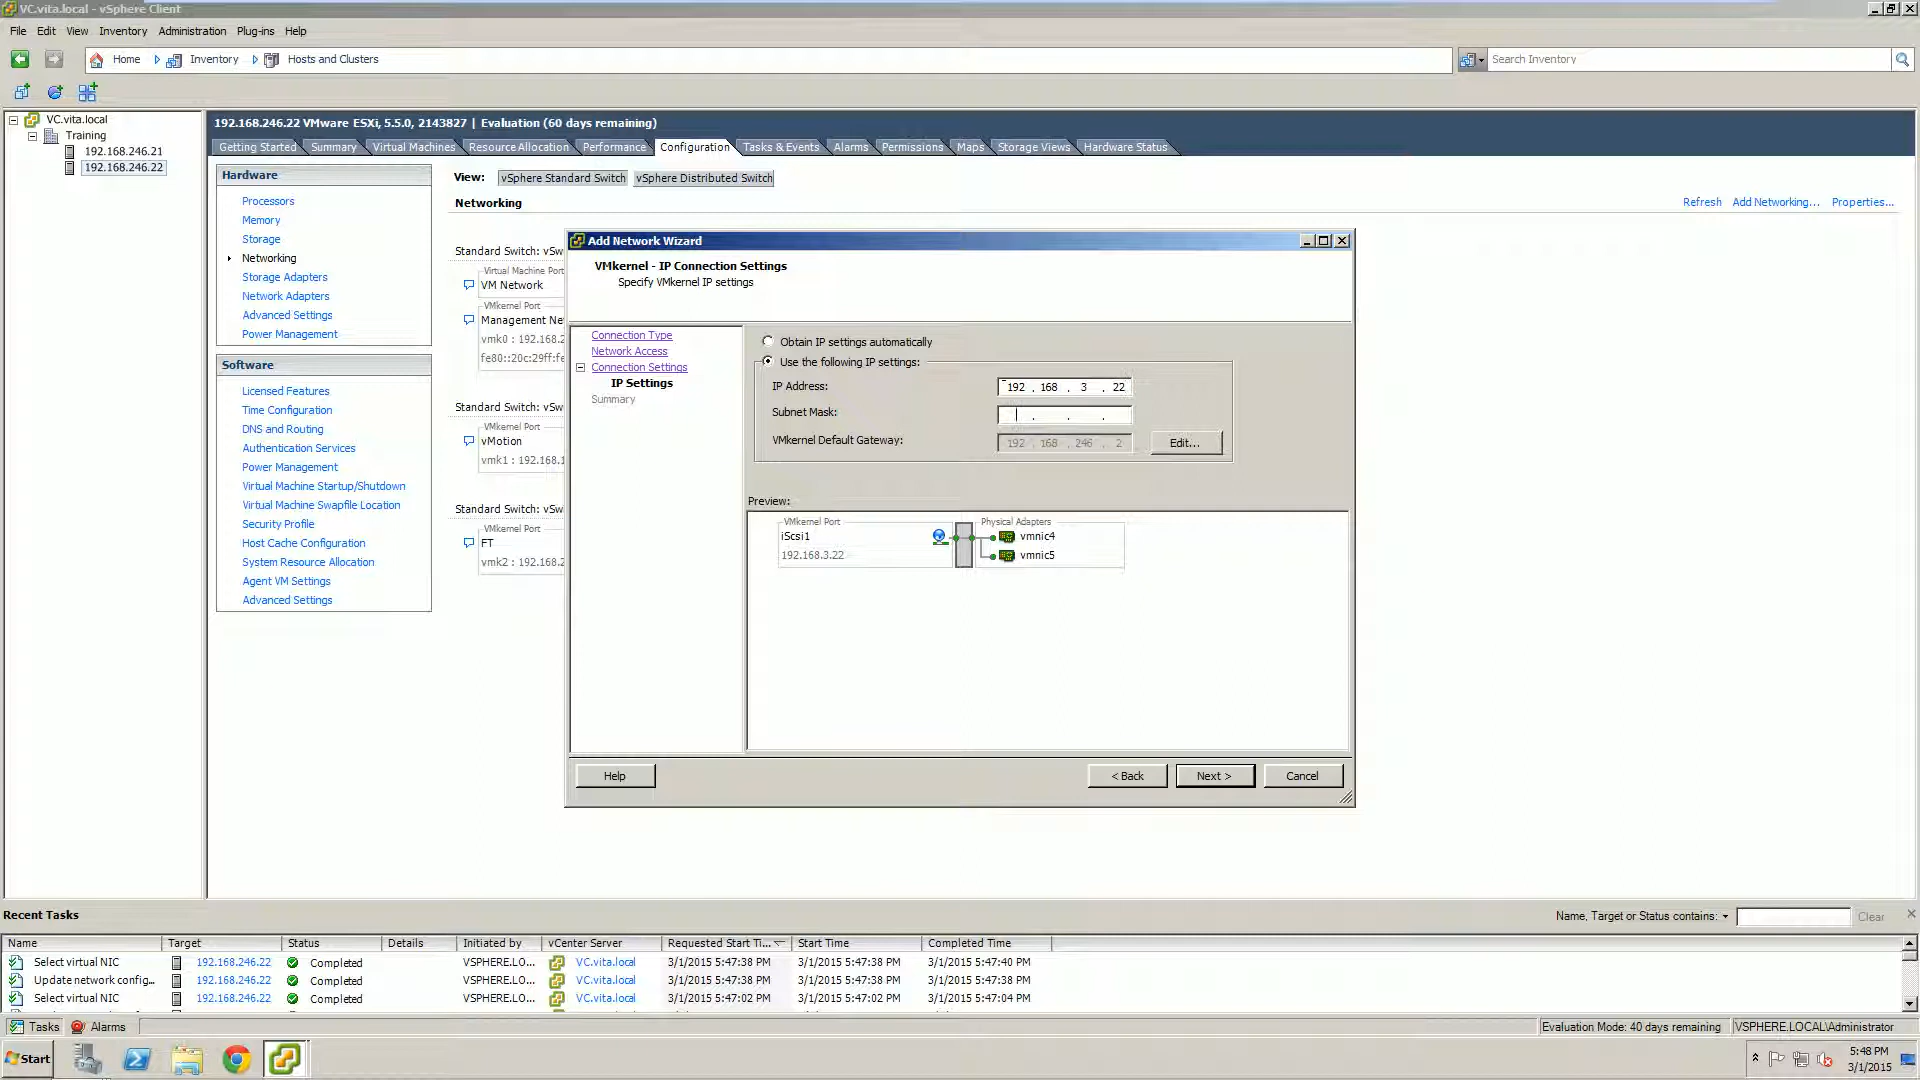 VC.vita.local - vSphere Client
File Edit View Inventory Administration Plug-ins Help
Home Inventory Hosts and Clusters
Search Inventory
VC.vita.local
Training
192.168.246.21
192.168.246.22
192.168.246.22 VMware ESXi, 5.5.0, 2143827 | Evaluation (60 days remaining)
Getting Started Summary Virtual Machines Resource Allocation Performance Configuration Tasks & Events Alarms Permissions Maps Storage Views Hardware Status
Hardware
Processors
Memory
Storage
Networking
Storage Adapters
Network Adapters
Advanced Settings
Power Management
Software
Licensed Features
Time Configuration
DNS and Routing
Authentication Services
Power Management
Virtual Machine Startup/Shutdown
Virtual Machine Swapfile Location
Security Profile
Host Cache Configuration
System Resource Allocation
Agent VM Settings
Advanced Settings
View: vSphere Standard Switch vSphere Distributed Switch
Networking
Refresh Add Networking... Properties...
Standard Switch: vSw
Virtual Machine Port
VM Network
VMkernel Port
Management Ne
vmk0 : 192.168.2
fe80::20c:29ff:fe
Standard Switch: vSw
VMkernel Port
vMotion
vmk1 : 192.168.1
Standard Switch: vSw
VMkernel Port
FT
vmk2 : 192.168.2
Add Network Wizard
VMkernel - IP Connection Settings
Specify VMkernel IP settings
Connection Type
Network Access
Connection Settings
IP Settings
Summary
Obtain IP settings automatically
Use the following IP settings:
IP Address: 192 . 168 . 3 . 22
Subnet Mask: . . .
VMkernel Default Gateway: 192 . 168 . 246 . 2 Edit...
Preview:
VMkernel Port
iScsi1
192.168.3.22
Physical Adapters
vmnic4
vmnic5
Help < Back Next > Cancel
Recent Tasks
Name, Target or Status contains: Clear
Name Target Status Details Initiated by vCenter Server Requested Start Ti... Start Time Completed Time
Select virtual NIC 192.168.246.22 Completed VSPHERE.LO... VC.vita.local 3/1/2015 5:47:38 PM 3/1/2015 5:47:38 PM 3/1/2015 5:47:40 PM
Update network config... 192.168.246.22 Completed VSPHERE.LO... VC.vita.local 3/1/2015 5:47:38 PM 3/1/2015 5:47:38 PM 3/1/2015 5:47:38 PM
Select virtual NIC 192.168.246.22 Completed VSPHERE.LO... VC.vita.local 3/1/2015 5:47:02 PM 3/1/2015 5:47:02 PM 3/1/2015 5:47:04 PM
Tasks Alarms
Evaluation Mode: 40 days remaining VSPHERE.LOCAL\Administrator
Start
5:48 PM
3/1/2015